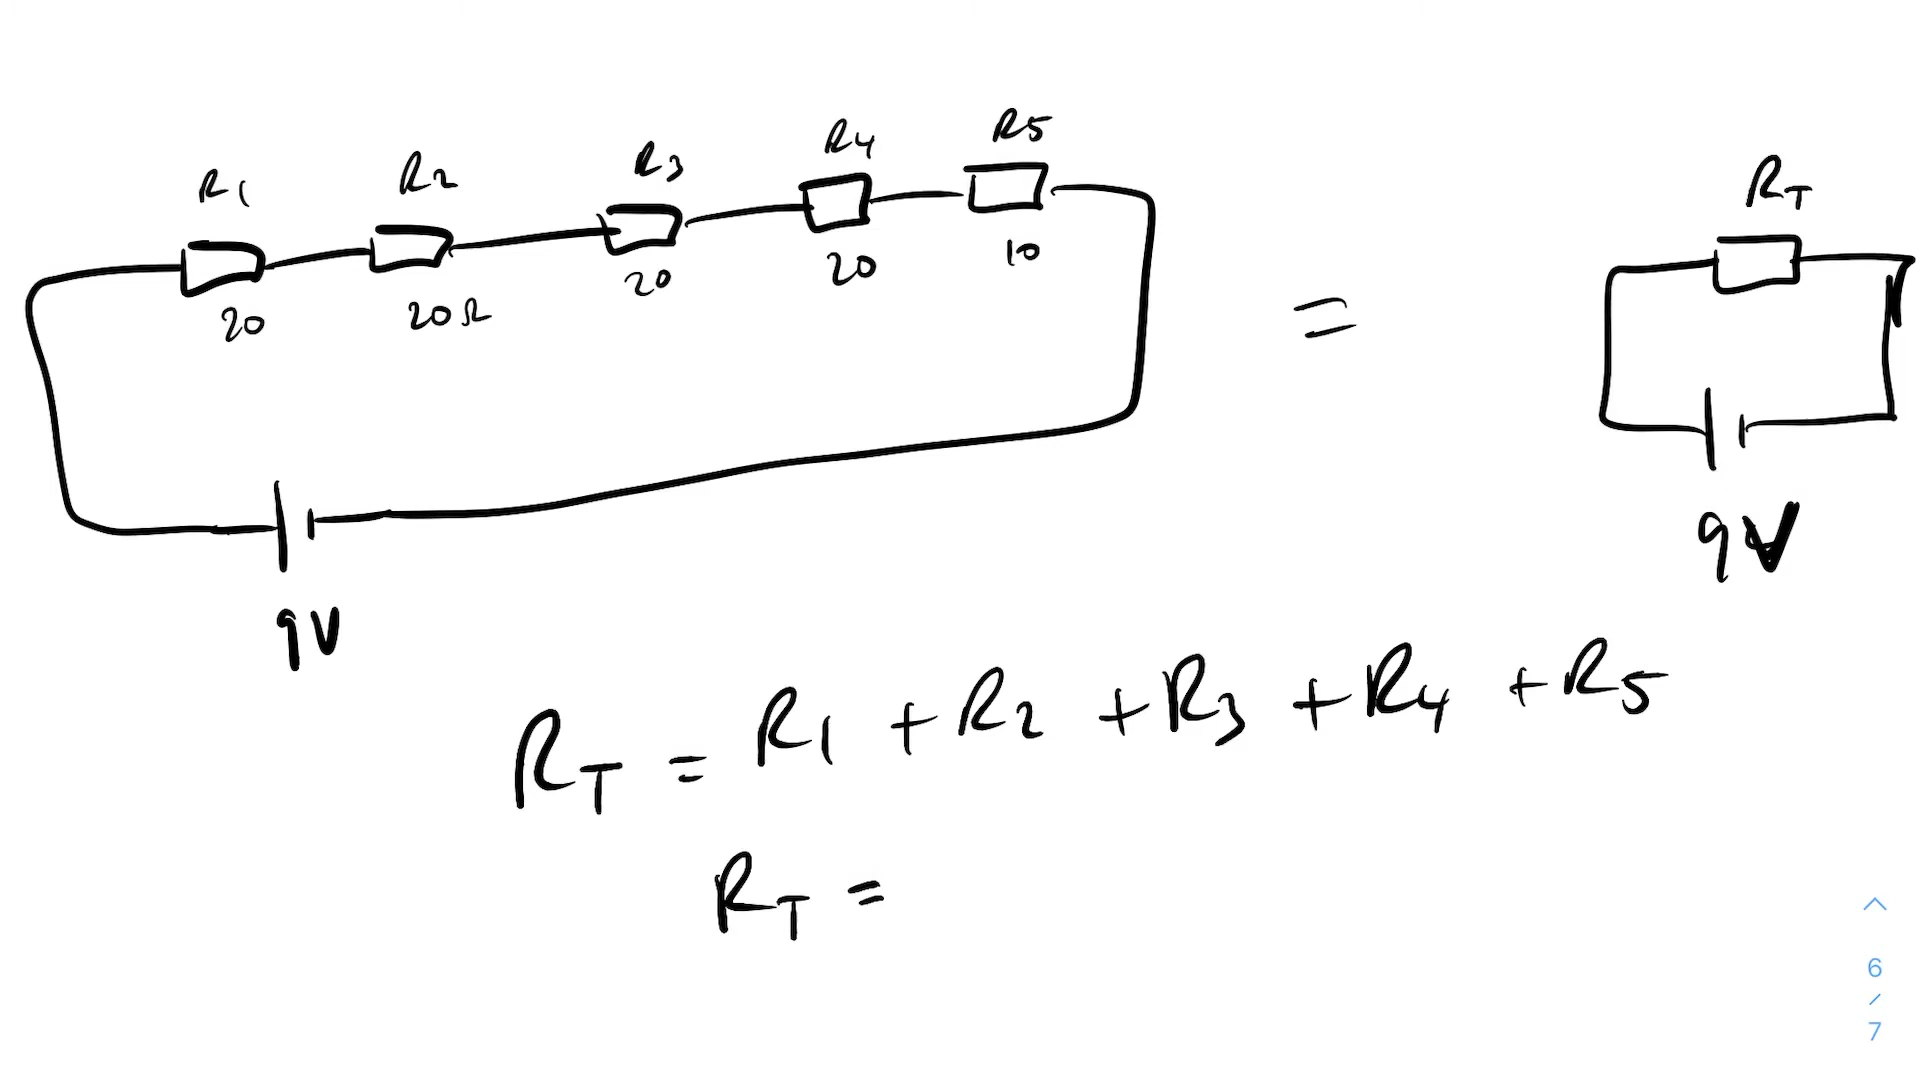 R1 R2 R3 R4 R5
20 20Ω 20 20 10
=
RT
9V
9V
RT = R1 + R2 + R3 + R4 + R5
RT =
6
/
7